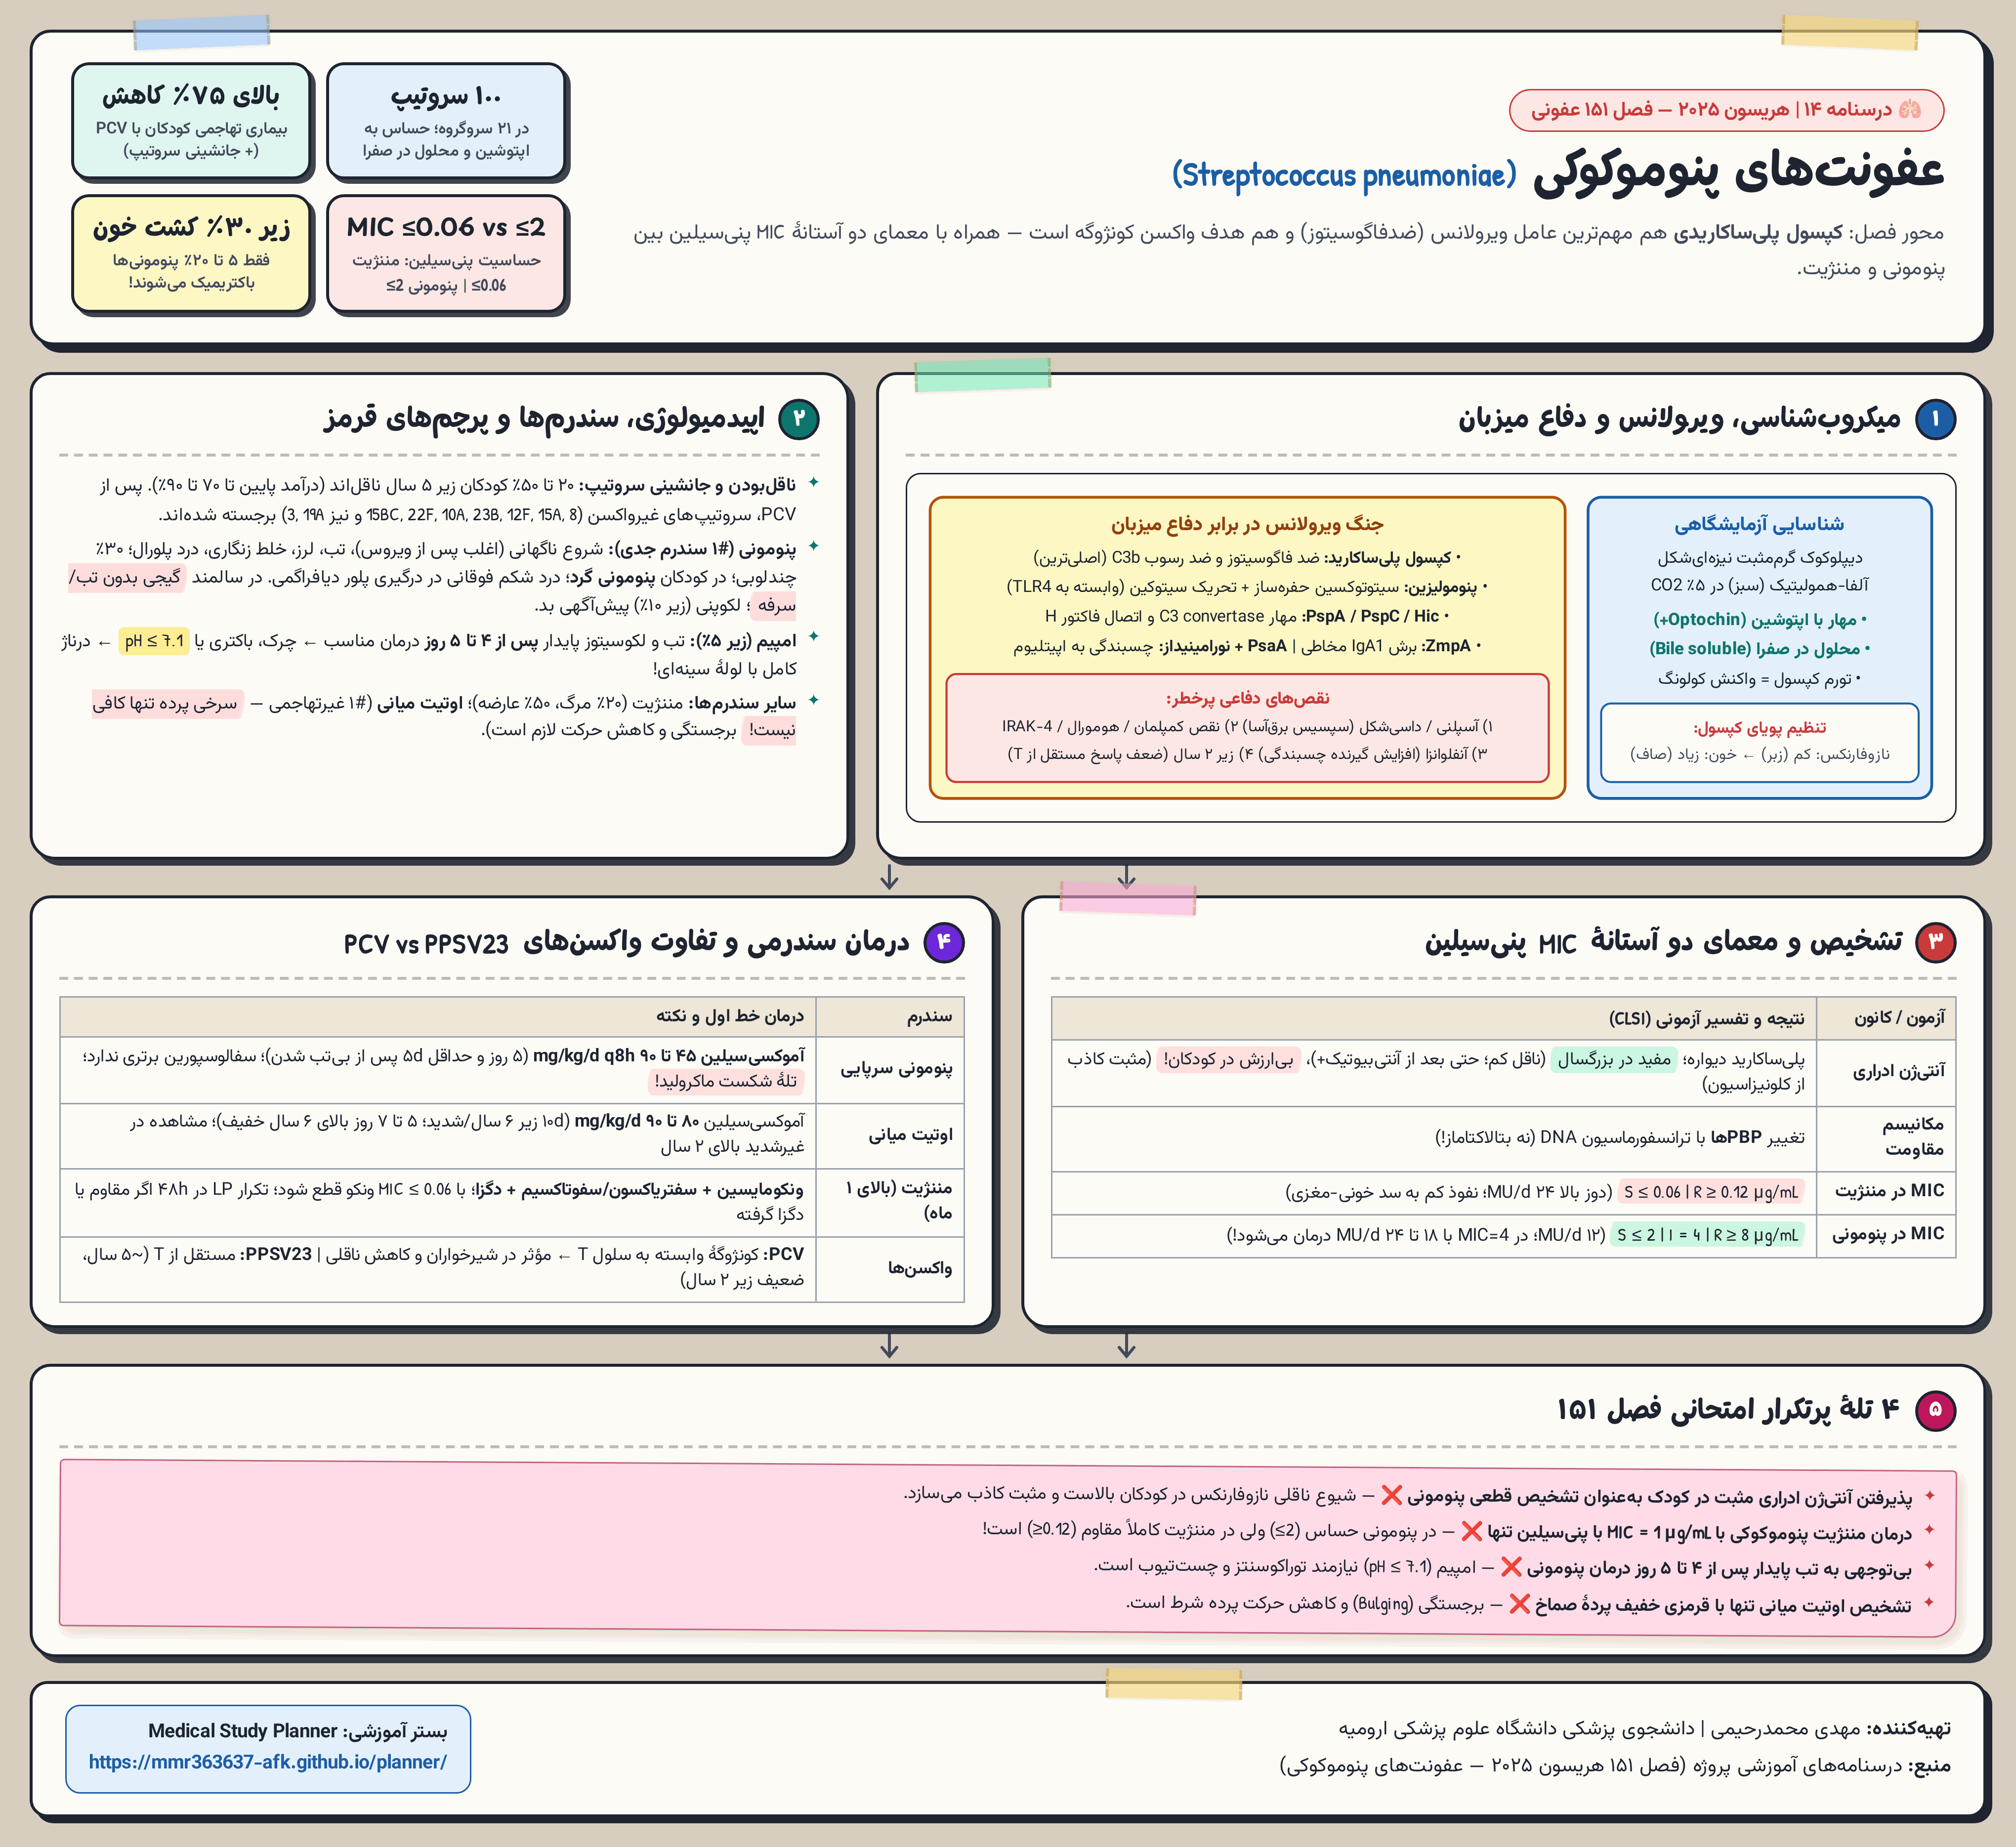 🫁 درسنامه ۱۴ | هریسون ۲۰۲۵ — فصل ۱۵۱ عفونی
عفونت‌های پنوموکوکی (Streptococcus pneumoniae)
محور فصل: کپسول پلی‌ساکاریدی هم مهم‌ترین عامل ویرولانس (ضدفاگوسیتوز) و هم هدف واکسن کونژوگه است — همراه با معمای دو آستانهٔ MIC پنی‌سیلین بین
پنومونی و مننژیت.
۱۰۰ سروتیپ
در ۲۱ سروگروه؛ حساس به
اپتوشین و محلول در صفرا
بالای ۷۵٪ کاهش
بیماری تهاجمی کودکان با PCV
(+ جانشینی سروتیپ)
MIC ≤0.06 vs ≤2
حساسیت پنی‌سیلین: مننژیت
≤0.06 | پنومونی ≤2
زیر ۳۰٪ کشت خون
فقط ۵ تا ۲۰٪ پنومونی‌ها
باکتریمیک می‌شوند!
۱ میکروب‌شناسی، ویرولانس و دفاع میزبان
شناسایی آزمایشگاهی
دیپلوکوک گرم‌مثبت نیزه‌ای‌شکل
آلفا-همولیتیک (سبز) در ۵٪ CO2
• مهار با اپتوشین (Optochin+)
• محلول در صفرا (Bile soluble)
• تورم کپسول = واکنش کولونگ
تنظیم پویای کپسول:
نازوفارنکس: کم (زبر) ← خون: زیاد (صاف)
جنگ ویرولانس در برابر دفاع میزبان
• کپسول پلی‌ساکارید: ضد فاگوسیتوز و ضد رسوب C3b (اصلی‌ترین)
• پنومولیزین: سیتوتوکسین حفره‌ساز + تحریک سیتوکین (وابسته به TLR4)
• PspA / PspC / Hic: مهار C3 convertase و اتصال فاکتور H
• ZmpA: برش IgA1 مخاطی | PsaA + نورامینیداز: چسبندگی به اپیتلیوم
نقص‌های دفاعی پرخطر:
۱) آسپلنی / داسی‌شکل (سپسیس برق‌آسا) ۲) نقص کمپلمان / هومورال / IRAK-4
۳) آنفلوانزا (افزایش گیرنده چسبندگی) ۴) زیر ۲ سال (ضعف پاسخ مستقل از T)
۲ اپیدمیولوژی، سندرم‌ها و پرچم‌های قرمز
✦ ناقل‌بودن و جانشینی سروتیپ: ۲۰ تا ۵۰٪ کودکان زیر ۵ سال ناقل‌اند (درآمد پایین تا ۷۰ تا ۹۰٪). پس از
PCV، سروتیپ‌های غیرواکسن (15BC, 22F, 10A, 23B, 12F, 15A, 8 و نیز 3, 19A) برجسته شده‌اند.
✦ پنومونی (#۱ سندرم جدی): شروع ناگهانی (اغلب پس از ویروس)، تب، لرز، خلط زنگاری، درد پلورال؛ ۳۰٪
چندلوبی؛ در کودکان پنومونی گرد؛ درد شکم فوقانی در درگیری پلور دیافراگمی. در سالمند گیجی بدون تب/
سرفه؛ لکوپنی (زیر ۱۰٪) پیش‌آگهی بد.
✦ امپیم (زیر ۵٪): تب و لکوسیتوز پایدار پس از ۴ تا ۵ روز درمان مناسب ← چرک، باکتری یا pH ≤ 7.1 ← درناژ
کامل با لولهٔ سینه‌ای!
✦ سایر سندرم‌ها: مننژیت (۲۰٪ مرگ، ۵۰٪ عارضه)؛ اوتیت میانی (#۱ غیرتهاجمی — سرخی پرده تنها کافی
نیست! برجستگی و کاهش حرکت لازم است).
۳ تشخیص و معمای دو آستانهٔ MIC پنی‌سیلین
آزمون / کانون | نتیجه و تفسیر آزمونی (CLSI)
آنتی‌ژن ادراری | پلی‌ساکارید دیواره؛ مفید در بزرگسال (ناقل کم؛ حتی بعد از آنتی‌بیوتیک+)، بی‌ارزش در کودکان! (مثبت کاذب
از کلونیزاسیون)
مکانیسم
مقاومت | تغییر PBPها با ترانسفورماسیون DNA (نه بتالاکتاماز!)
MIC در مننژیت | S ≤ 0.06 | R ≥ 0.12 µg/mL (دوز بالا ۲۴ MU/d؛ نفوذ کم به سد خونی-مغزی)
MIC در پنومونی | S ≤ 2 | I = 4 | R ≥ 8 µg/mL (۱۲ MU/d؛ در MIC=4 با ۱۸ تا ۲۴ MU/d درمان می‌شود!)
۴ درمان سندرمی و تفاوت واکسن‌های PCV vs PPSV23
سندرم | درمان خط اول و نکته
پنومونی سرپایی | آموکسی‌سیلین ۴۵ تا ۹۰ mg/kg/d q8h (۵ روز و حداقل ۵d پس از بی‌تب شدن)؛ سفالوسپورین برتری ندارد؛
تلهٔ شکست ماکرولید!
اوتیت میانی | آموکسی‌سیلین ۸۰ تا ۹۰ mg/kg/d (۱۰d زیر ۶ سال/شدید؛ ۵ تا ۷ روز بالای ۶ سال خفیف)؛ مشاهده در
غیرشدید بالای ۲ سال
مننژیت (بالای ۱
ماه) | ونکومایسین + سفتریاکسون/سفوتاکسیم + دگزا؛ با MIC ≤ 0.06 ونکو قطع شود؛ تکرار LP در ۴۸h اگر مقاوم یا
دگزا گرفته
واکسن‌ها | PCV: کونژوگهٔ وابسته به سلول T ← مؤثر در شیرخواران و کاهش ناقلی | PPSV23: مستقل از T (~۵ سال،
ضعیف زیر ۲ سال)
۵ ۴ تلهٔ پرتکرار امتحانی فصل ۱۵۱
✦ پذیرفتن آنتی‌ژن ادراری مثبت در کودک به‌عنوان تشخیص قطعی پنومونی ❌ — شیوع ناقلی نازوفارنکس در کودکان بالاست و مثبت کاذب می‌سازد.
✦ درمان مننژیت پنوموکوکی با MIC = 1 µg/mL با پنی‌سیلین تنها ❌ — در پنومونی حساس (≤2) ولی در مننژیت کاملاً مقاوم (≥0.12) است!
✦ بی‌توجهی به تب پایدار پس از ۴ تا ۵ روز درمان پنومونی ❌ — امپیم (pH ≤ 7.1) نیازمند توراکوسنتز و چست‌تیوب است.
✦ تشخیص اوتیت میانی تنها با قرمزی خفیف پردهٔ صماخ ❌ — برجستگی (Bulging) و کاهش حرکت پرده شرط است.
تهیه‌کننده: مهدی محمدرحیمی | دانشجوی پزشکی دانشگاه علوم پزشکی ارومیه
منبع: درسنامه‌های آموزشی پروژه (فصل ۱۵۱ هریسون ۲۰۲۵ — عفونت‌های پنوموکوکی)
بستر آموزشی: Medical Study Planner
https://mmr363637-afk.github.io/planner/